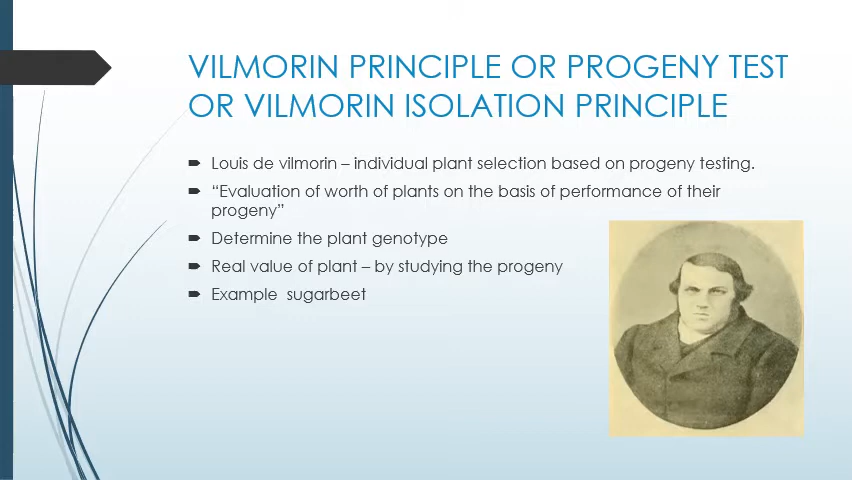 VILMORIN PRINCIPLE OR PROGENY TEST
OR VILMORIN ISOLATION PRINCIPLE
Louis de vilmorin – individual plant selection based on progeny testing.
“Evaluation of worth of plants on the basis of performance of their
progeny”
Determine the plant genotype
Real value of plant – by studying the progeny
Example  sugarbeet